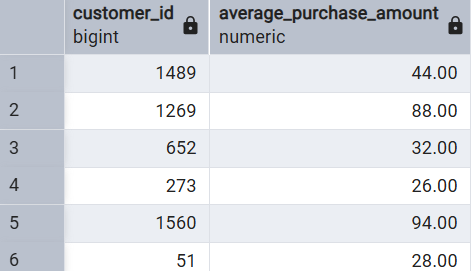 customer_id average_purchase_amount
bigint numeric
1 1489 44.00
2 1269 88.00
3 652 32.00
4 273 26.00
5 1560 94.00
6 51 28.00